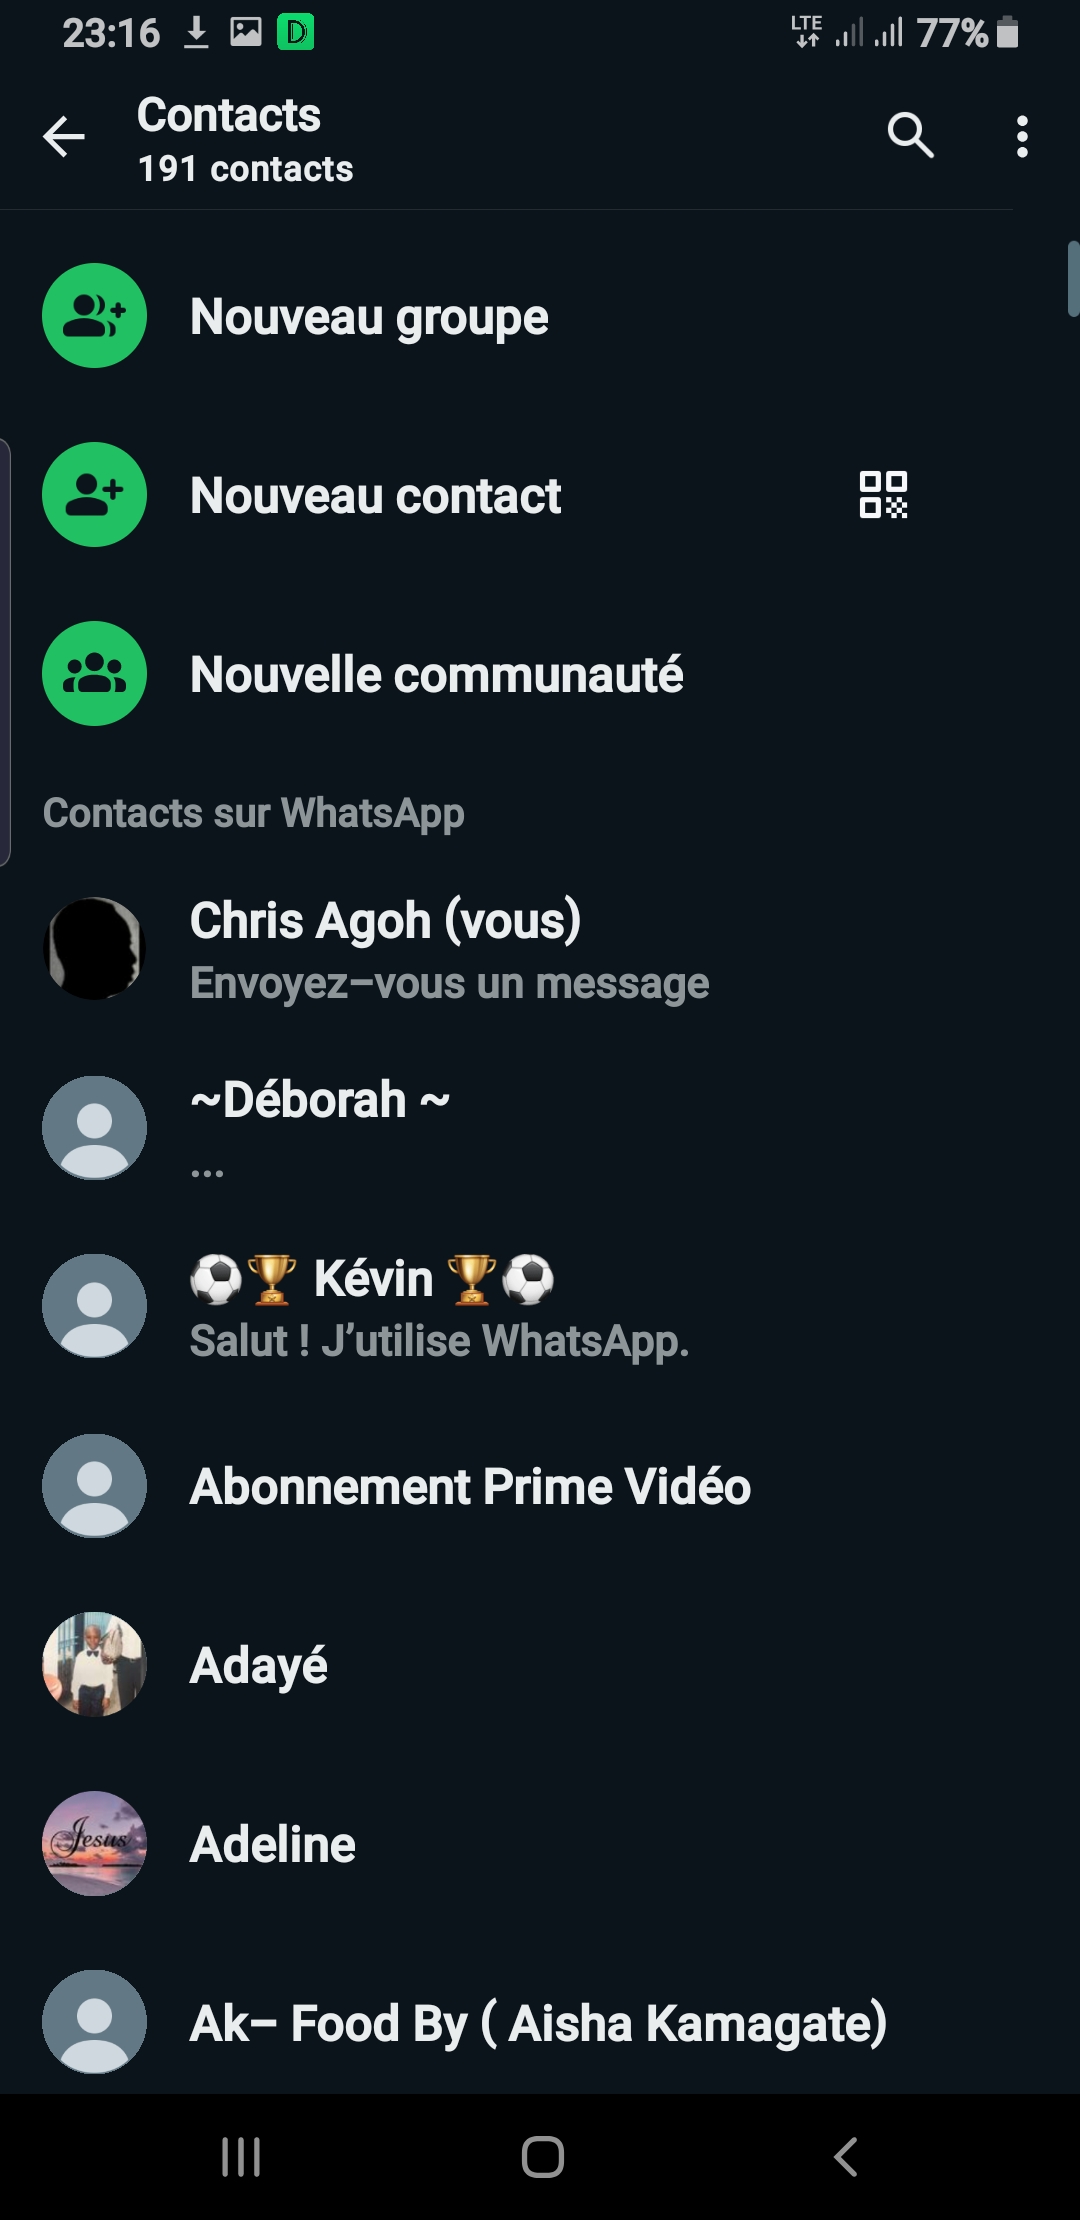 23:16
D
LTE
77%
Contacts
191 contacts
Nouveau groupe
Nouveau contact
Nouvelle communauté
Contacts sur WhatsApp
Chris Agoh (vous)
Envoyez-vous un message
~Déborah ~
...
⚽🏆 Kévin 🏆⚽
Salut ! J’utilise WhatsApp.
Abonnement Prime Vidéo
Adayé
Jesus
Adeline
Ak- Food By ( Aisha Kamagate)